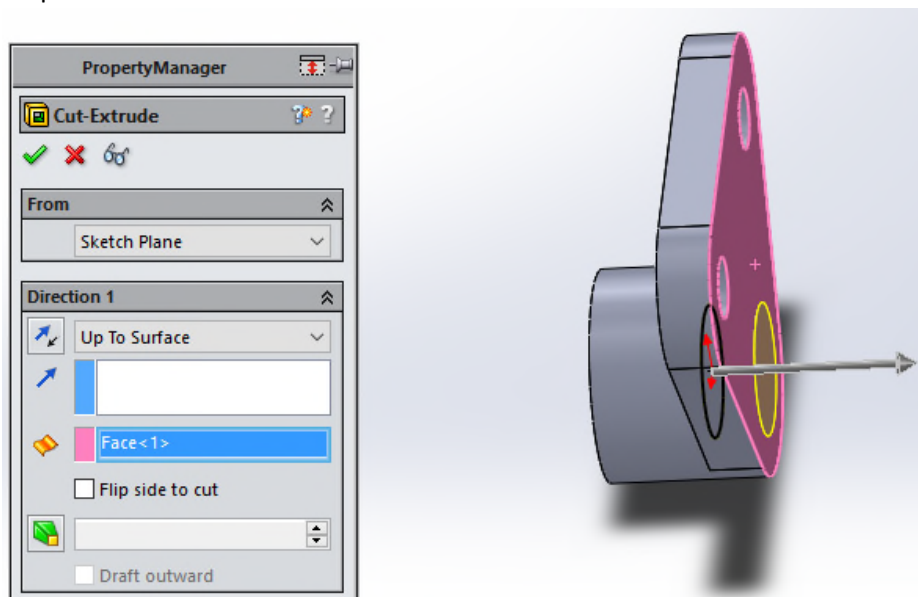 PropertyManager
Cut-Extrude
From
Sketch Plane
Direction 1
Up To Surface
Face<1>
Flip side to cut
Draft outward